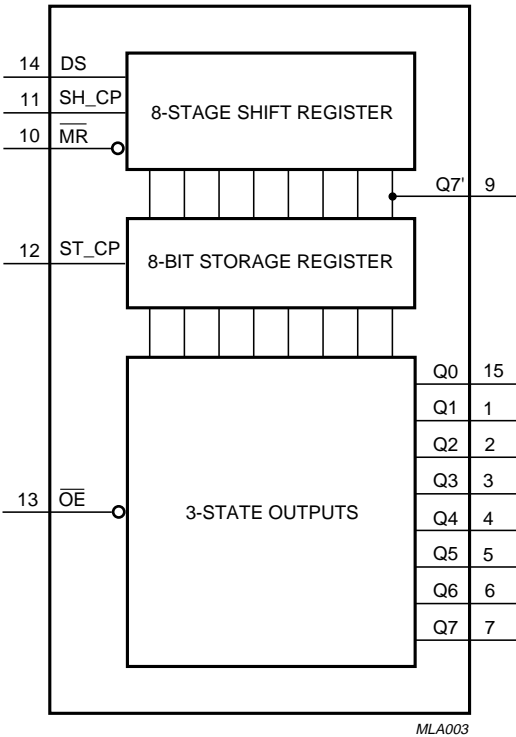 14 DS
11 SH_CP
10 M̅R̅
8-STAGE SHIFT REGISTER
Q7' 9
12 ST_CP
8-BIT STORAGE REGISTER
Q0 15
Q1 1
Q2 2
Q3 3
13 O̅E̅
3-STATE OUTPUTS
Q4 4
Q5 5
Q6 6
Q7 7
MLA003